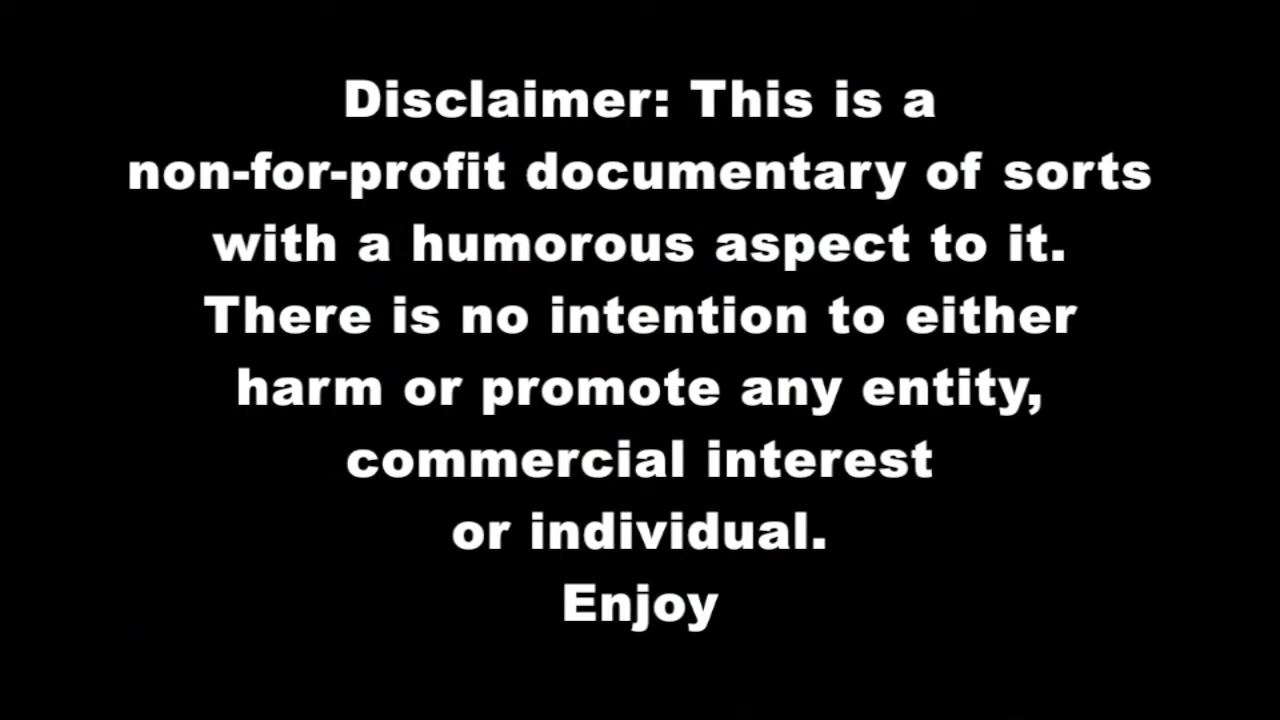 Disclaimer: This is a
non-for-profit documentary of sorts
with a humorous aspect to it.
There is no intention to either
harm or promote any entity,
commercial interest
or individual.
Enjoy